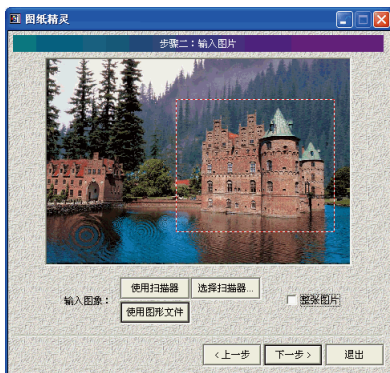 图纸精灵
步骤二：输入图片
输入图象：
使用扫描器 选择扫描器...
使用图形文件
整张图片
<上一步 下一步> 退出